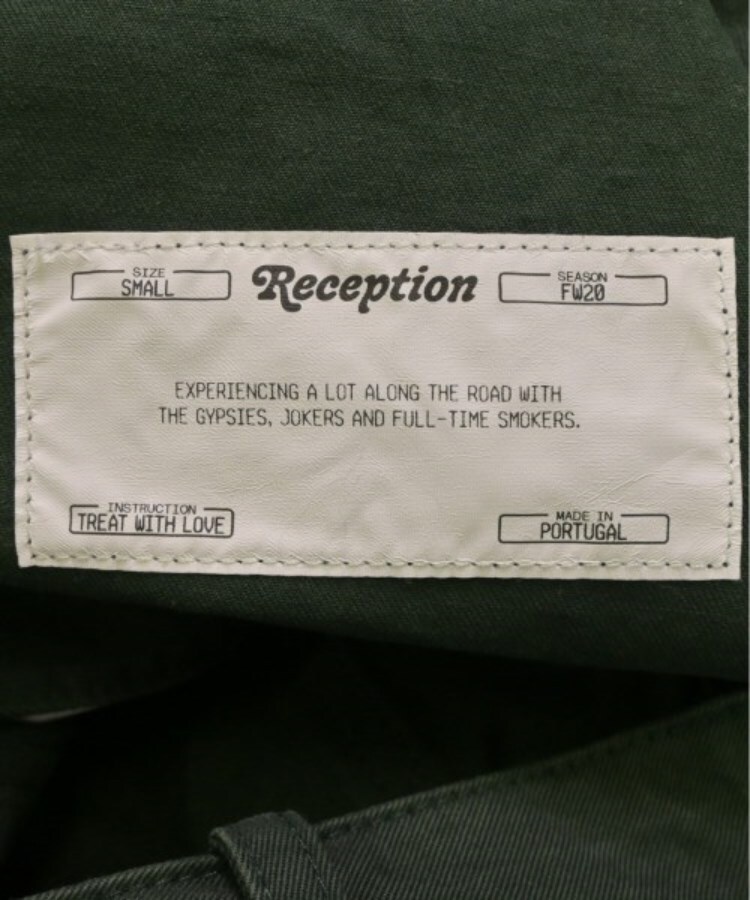 SIZE
SMALL
Reception
SEASON
FW20
EXPERIENCING A LOT ALONG THE ROAD WITH
THE GYPSIES, JOKERS AND FULL-TIME SMOKERS.
INSTRUCTION
TREAT WITH LOVE
MADE IN
PORTUGAL